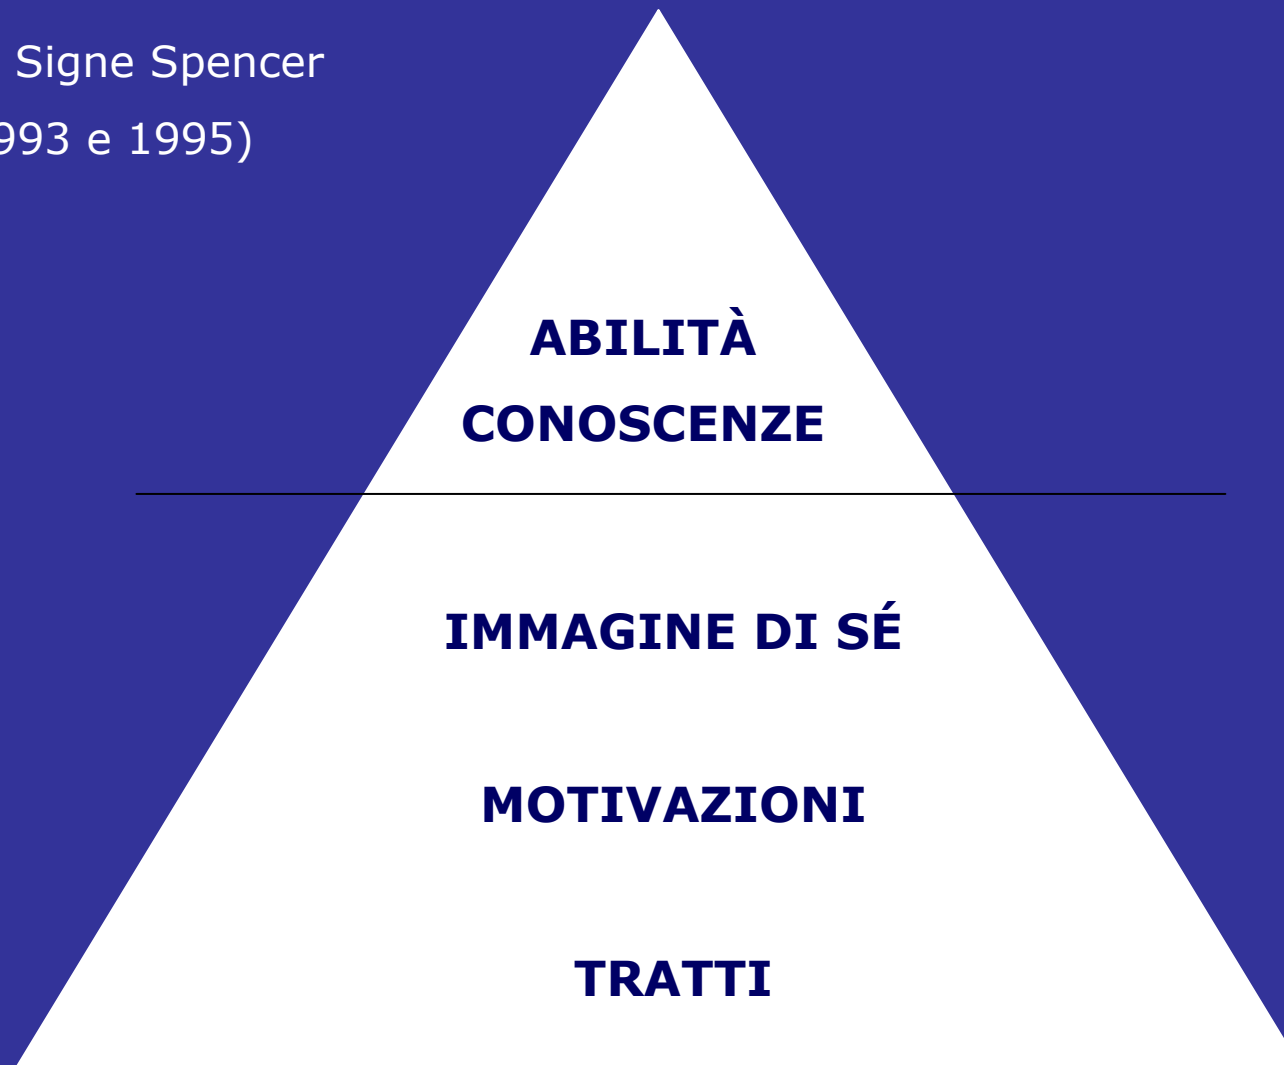 Signe Spencer
993 e 1995)
ABILITÀ
CONOSCENZE
IMMAGINE DI SÉ
MOTIVAZIONI
TRATTI